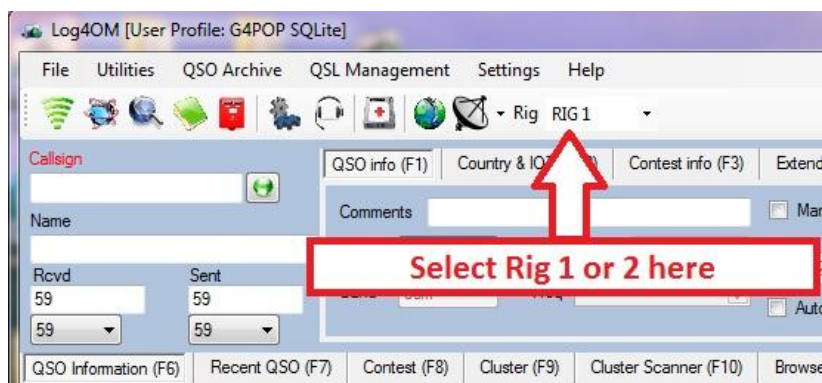 Log4OM [User Profile: G4POP SQLite]
File Utilities QSO Archive QSL Management Settings Help
Rig RIG 1
Callsign
QSO info (F1) Country & Contest info (F3) Extend
Comments Mar
Name
Select Rig 1 or 2 here
Rcvd Sent
59 59
Auto
59 59
QSO Information (F6) Recent QSO (F7) Contest (F8) Cluster (F9) Cluster Scanner (F10) Browse